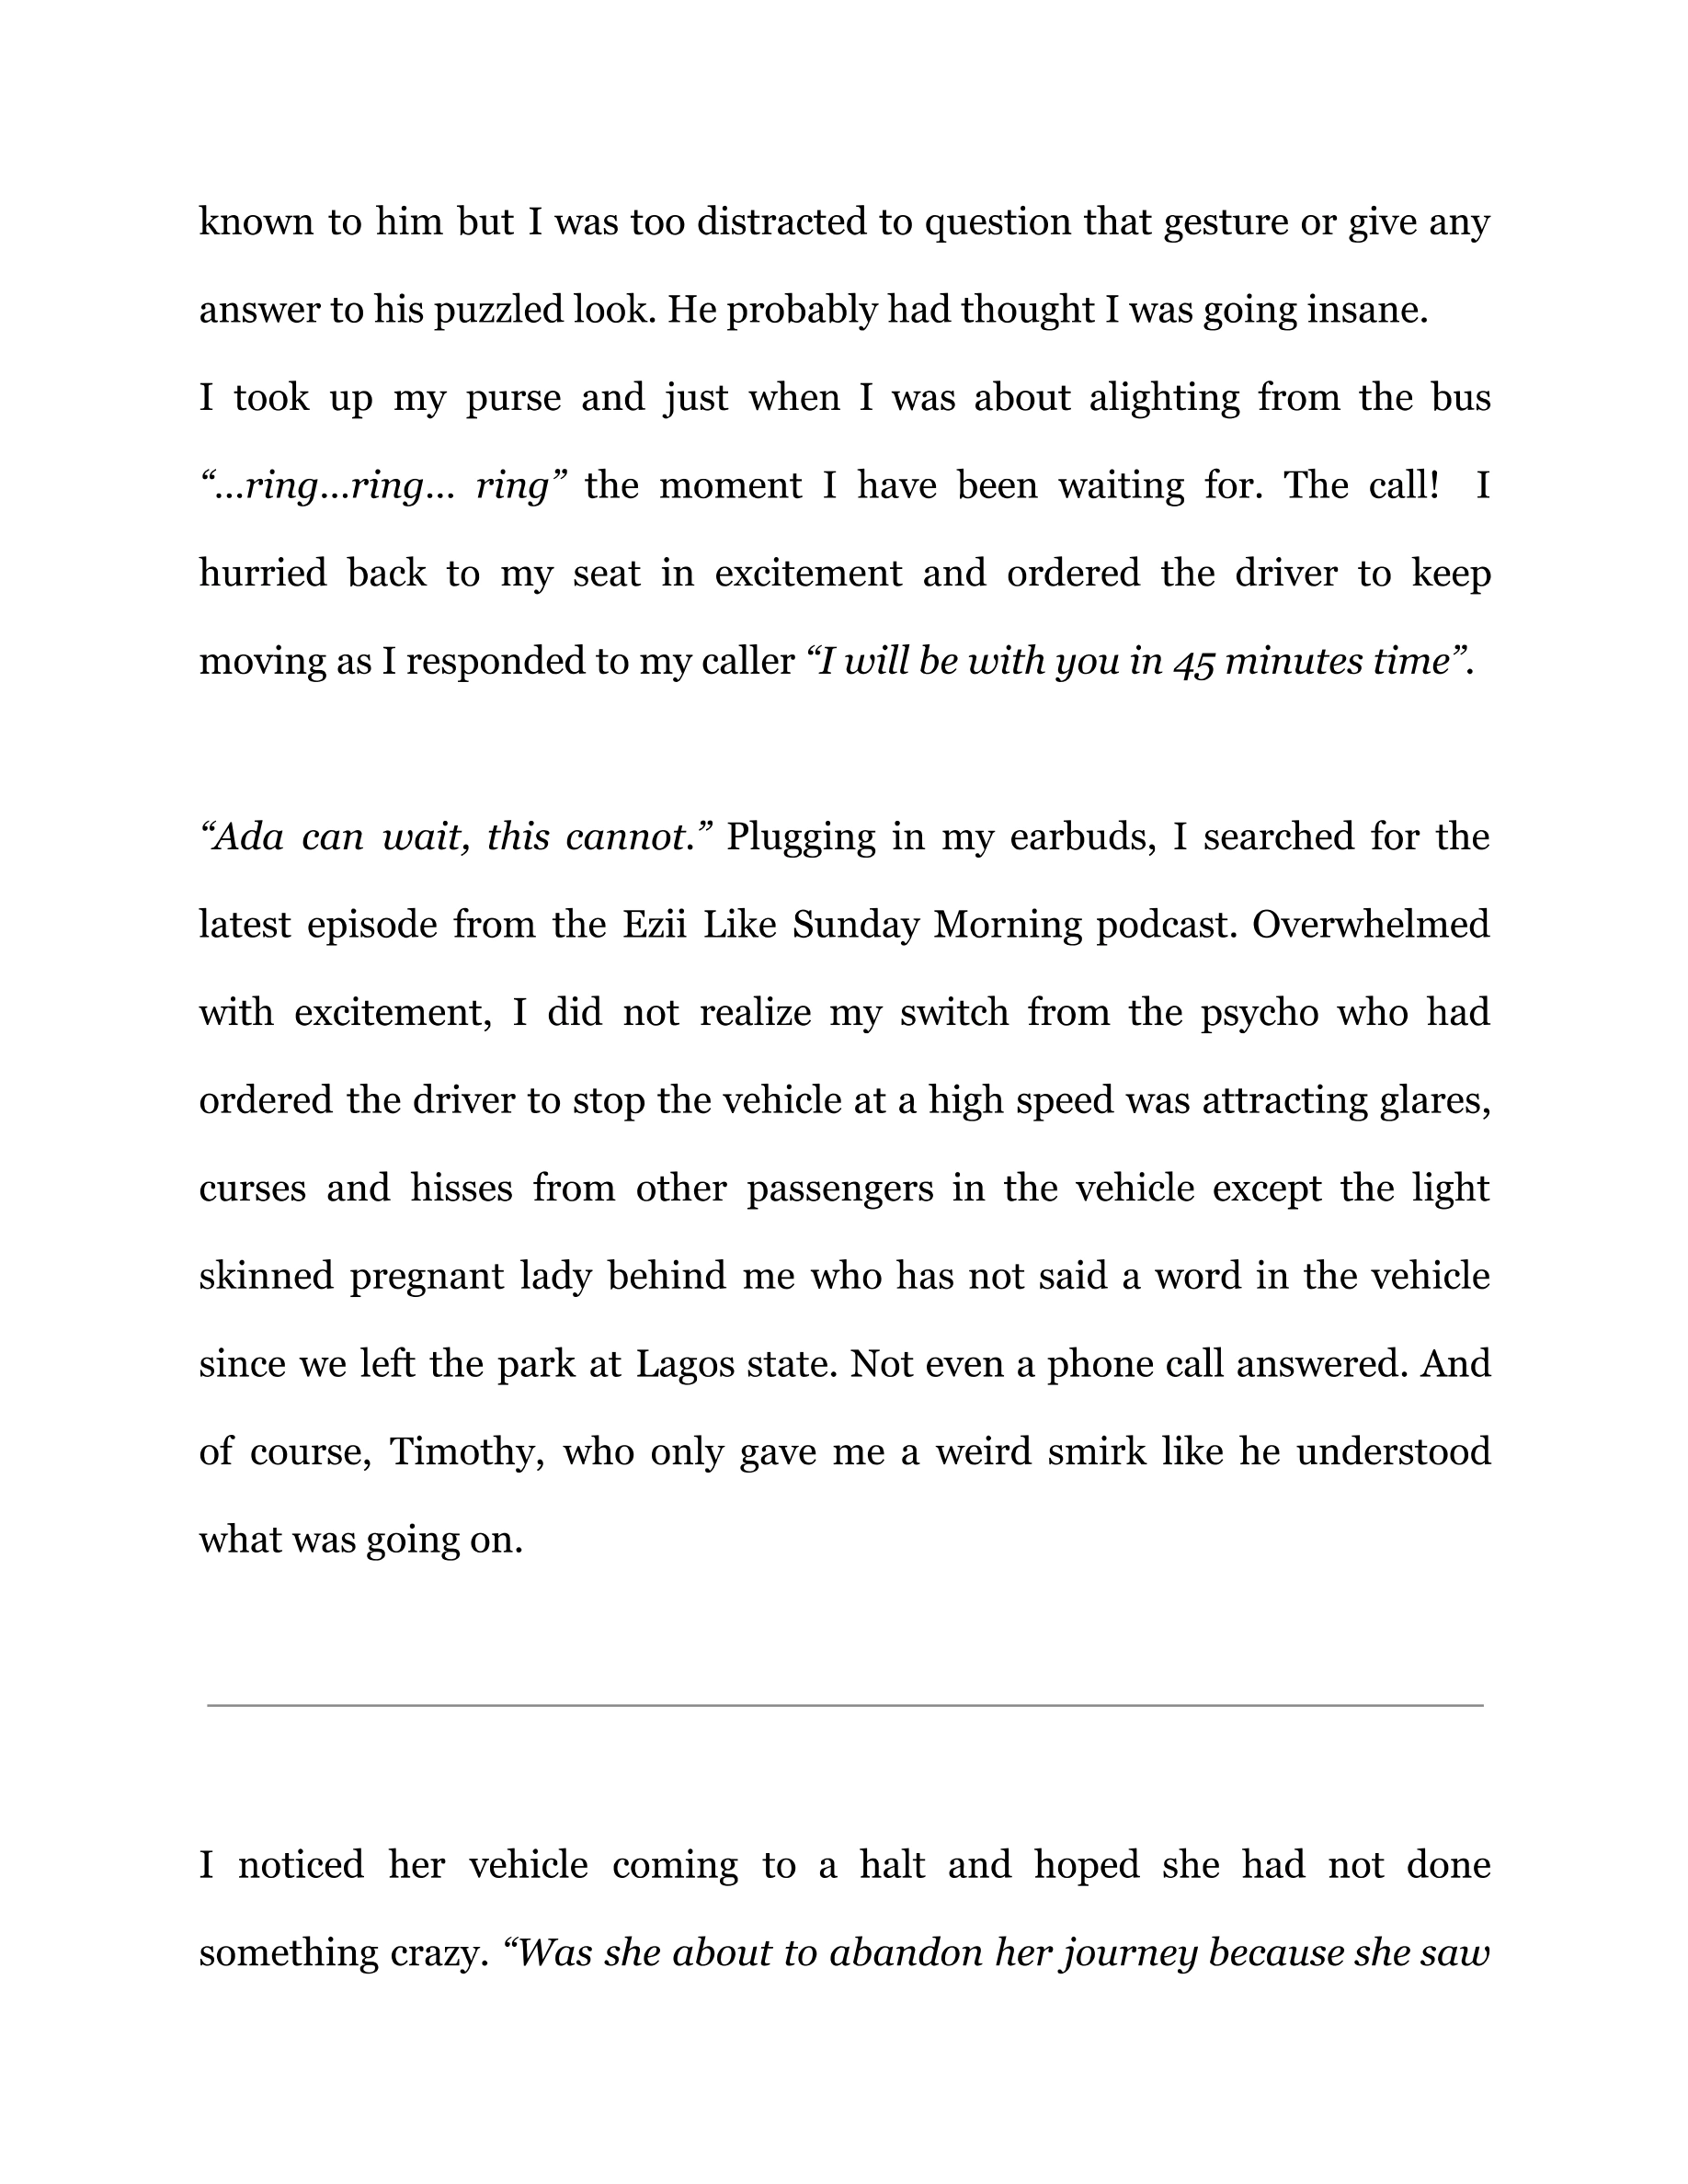 known to him but I was too distracted to question that gesture or give any
answer to his puzzled look. He probably had thought I was going insane.
I took up my purse and just when I was about alighting from the bus
“...ring...ring... ring” the moment I have been waiting for. The call!  I
hurried back to my seat in excitement and ordered the driver to keep
moving as I responded to my caller “I will be with you in 45 minutes time”.
“Ada can wait, this cannot.” Plugging in my earbuds, I searched for the
latest episode from the Ezii Like Sunday Morning podcast. Overwhelmed
with excitement, I did not realize my switch from the psycho who had
ordered the driver to stop the vehicle at a high speed was attracting glares,
curses and hisses from other passengers in the vehicle except the light
skinned pregnant lady behind me who has not said a word in the vehicle
since we left the park at Lagos state. Not even a phone call answered. And
of course, Timothy, who only gave me a weird smirk like he understood
what was going on.
I noticed her vehicle coming to a halt and hoped she had not done
something crazy. “Was she about to abandon her journey because she saw